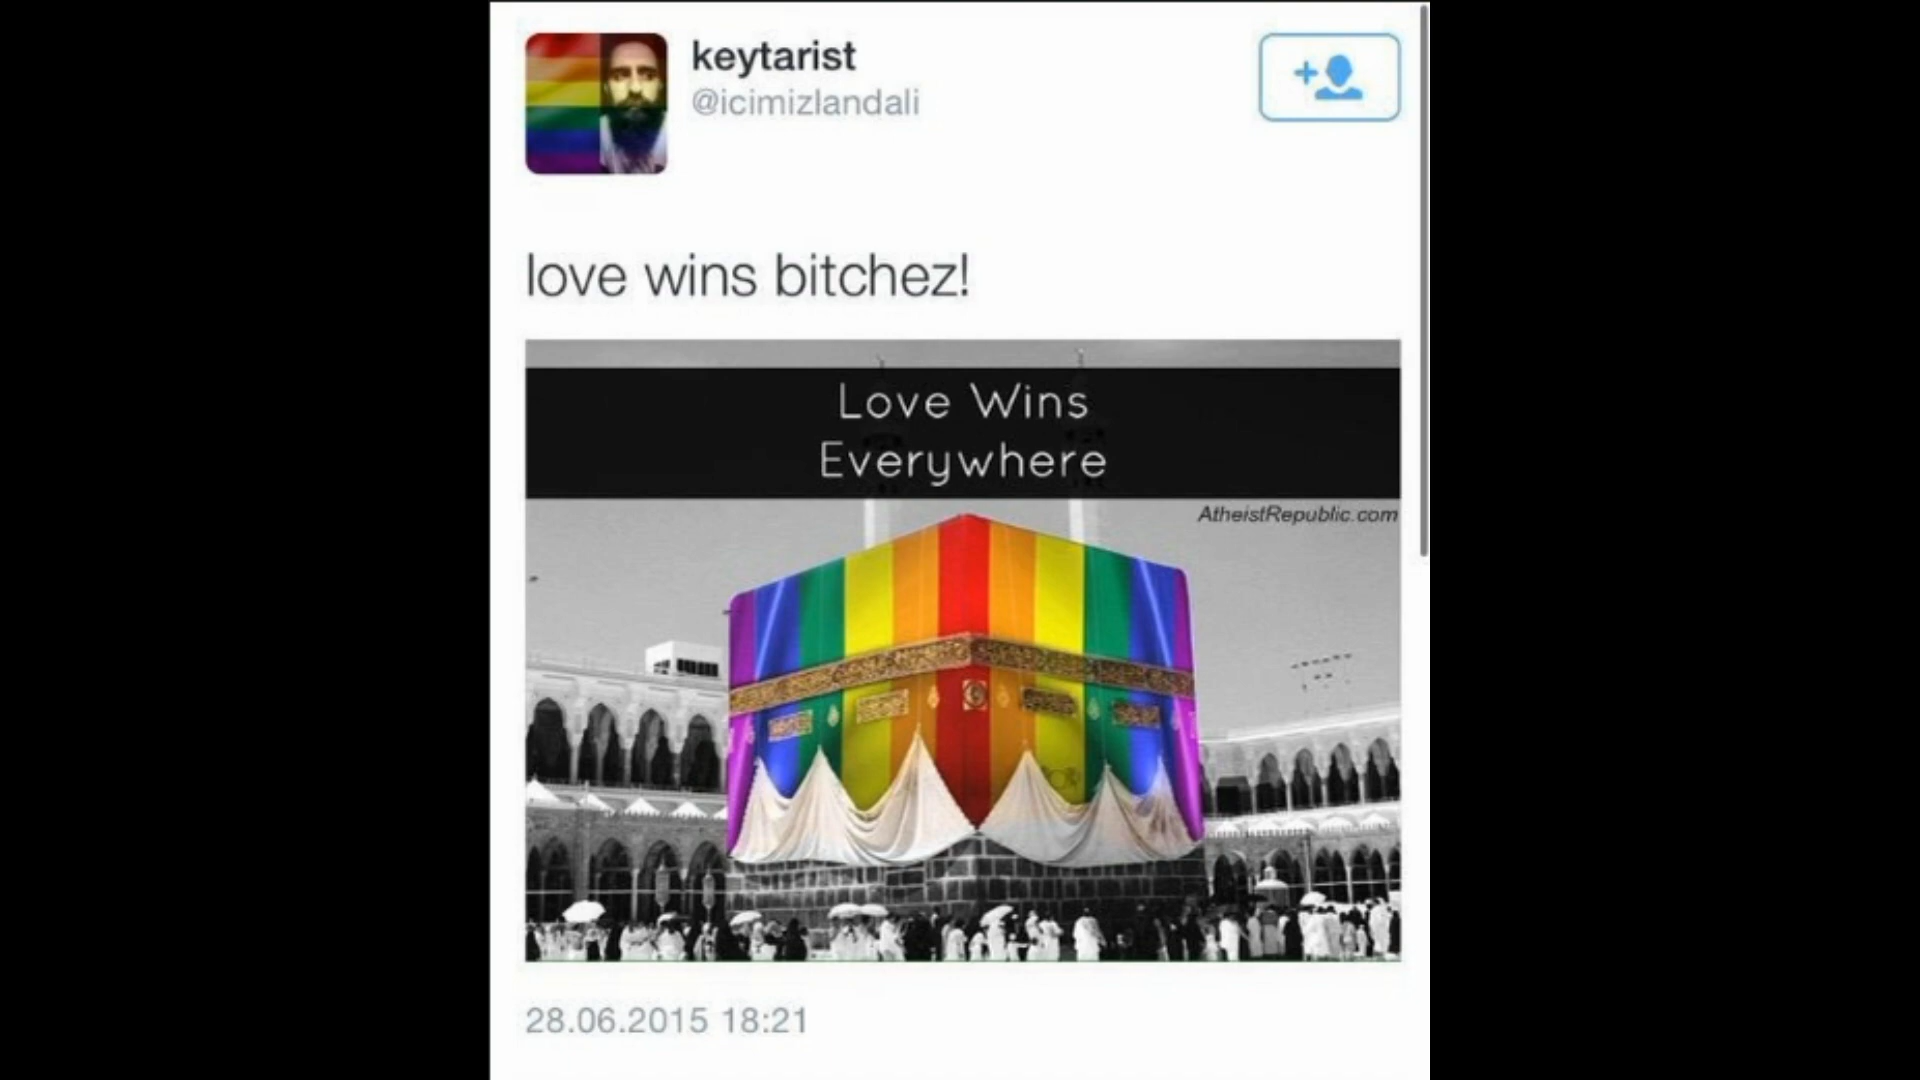 keytarist
@icimizlandali
love wins bitchez!
Love Wins
Everywhere
AtheistRepublic.com
28.06.2015 18:21